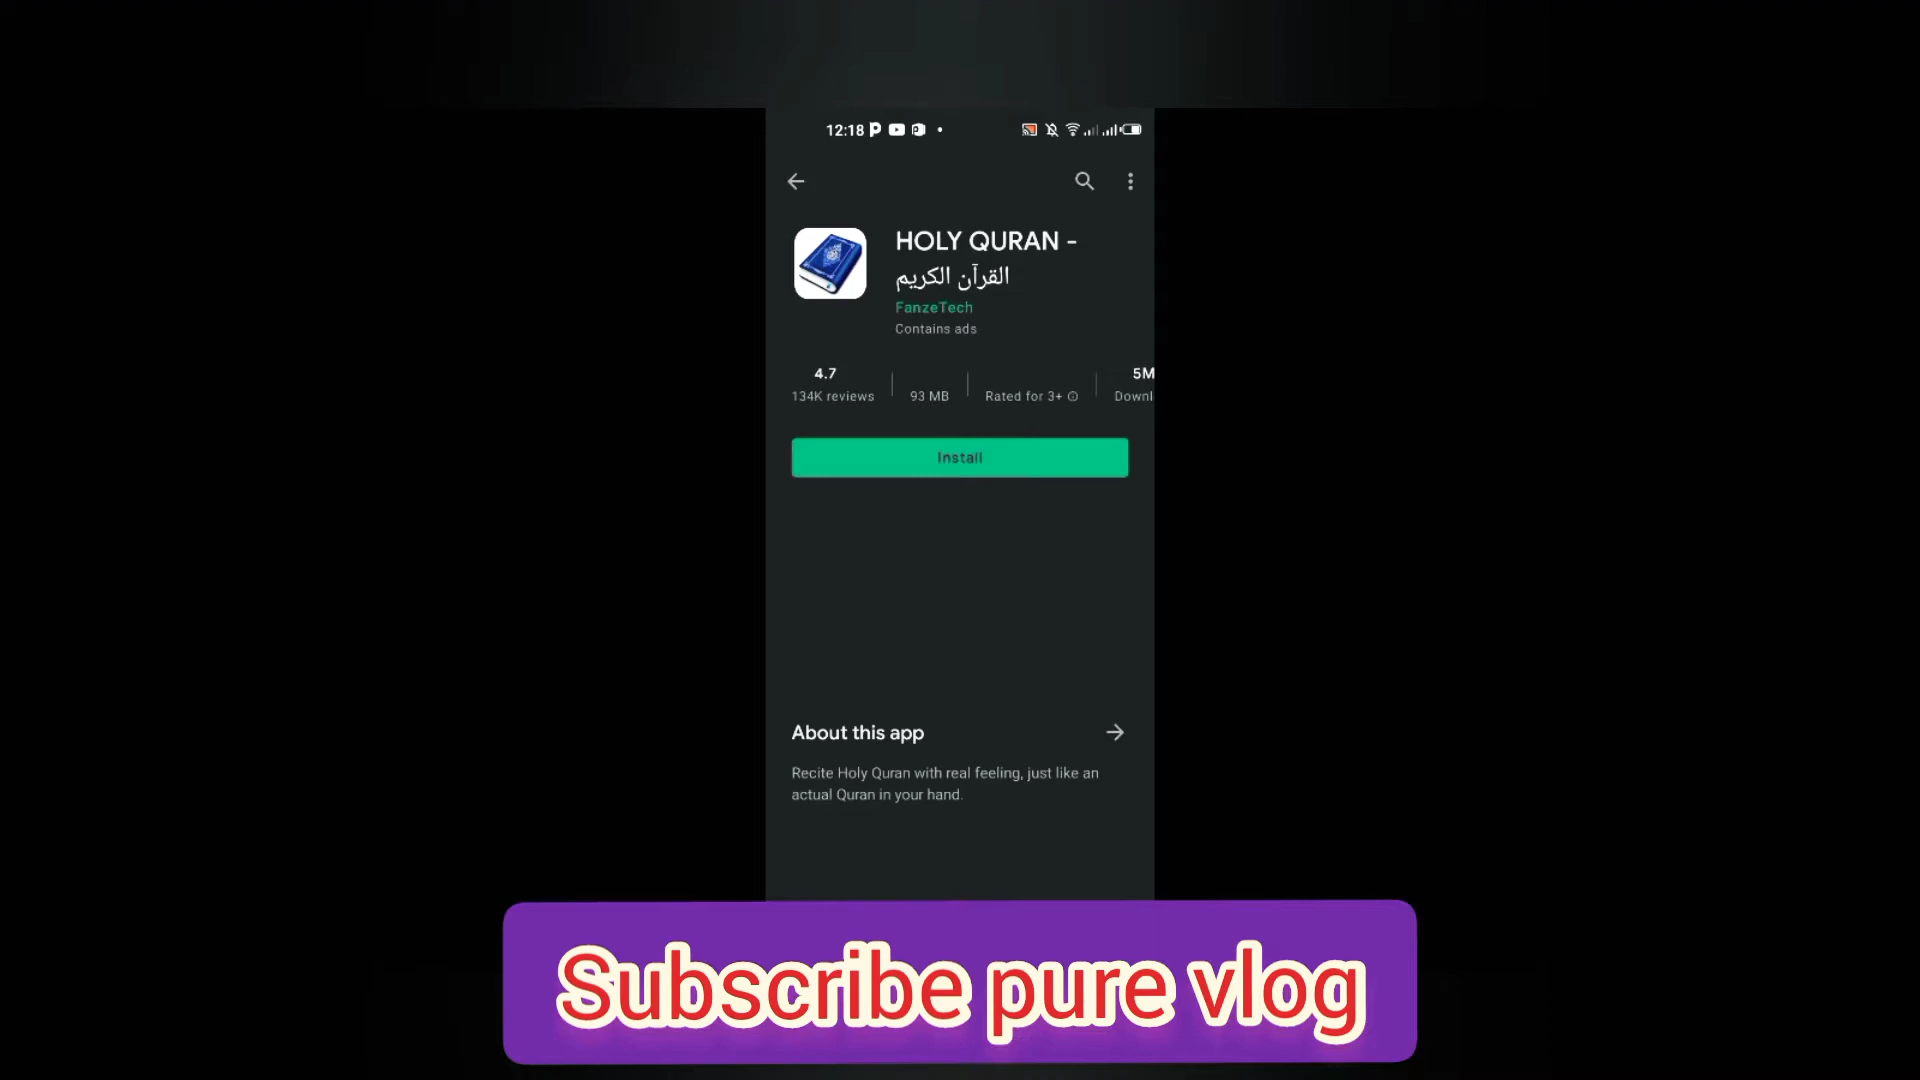 12:18
HOLY QURAN -
القرآن الكريم
FanzeTech
Contains ads
4.7
134K reviews
93 MB
Rated for 3+
5M
Downl
Install
About this app
Recite Holy Quran with real feeling, just like an
actual Quran in your hand.
Subscribe pure vlog